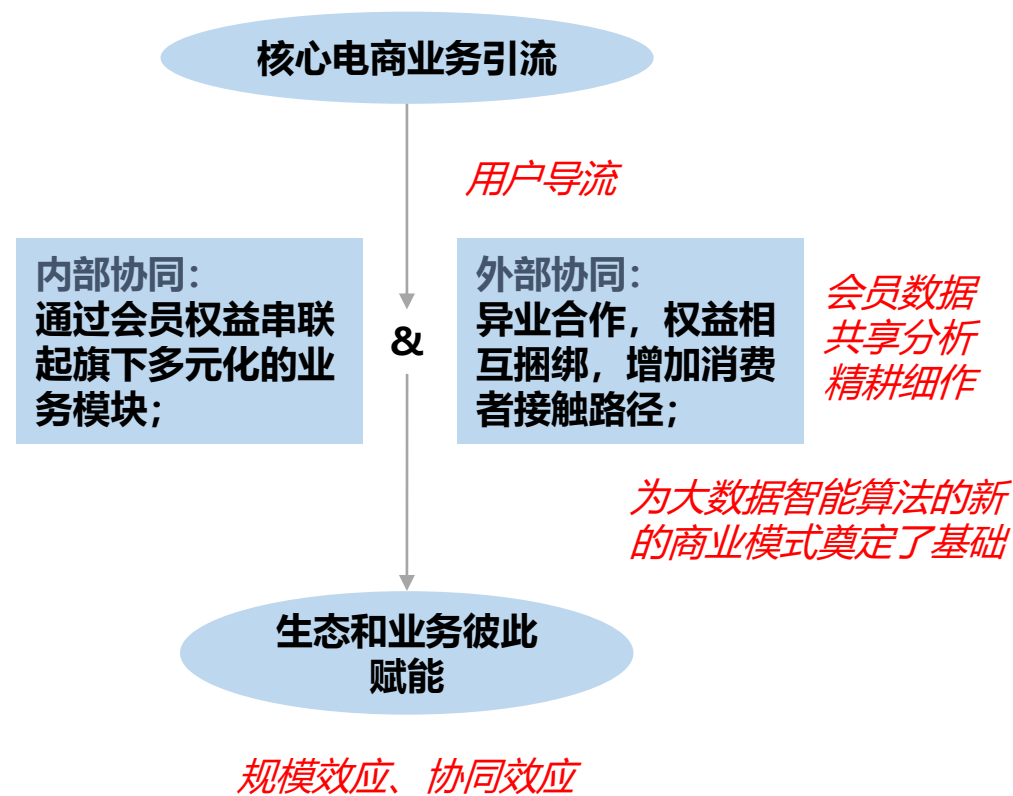 核心电商业务引流
用户导流
内部协同：
通过会员权益串联
起旗下多元化的业
务模块；
&
外部协同：
异业合作，权益相
互捆绑，增加消费
者接触路径；
会员数据
共享分析
精耕细作
为大数据智能算法的新
的商业模式奠定了基础
生态和业务彼此
赋能
规模效应、协同效应